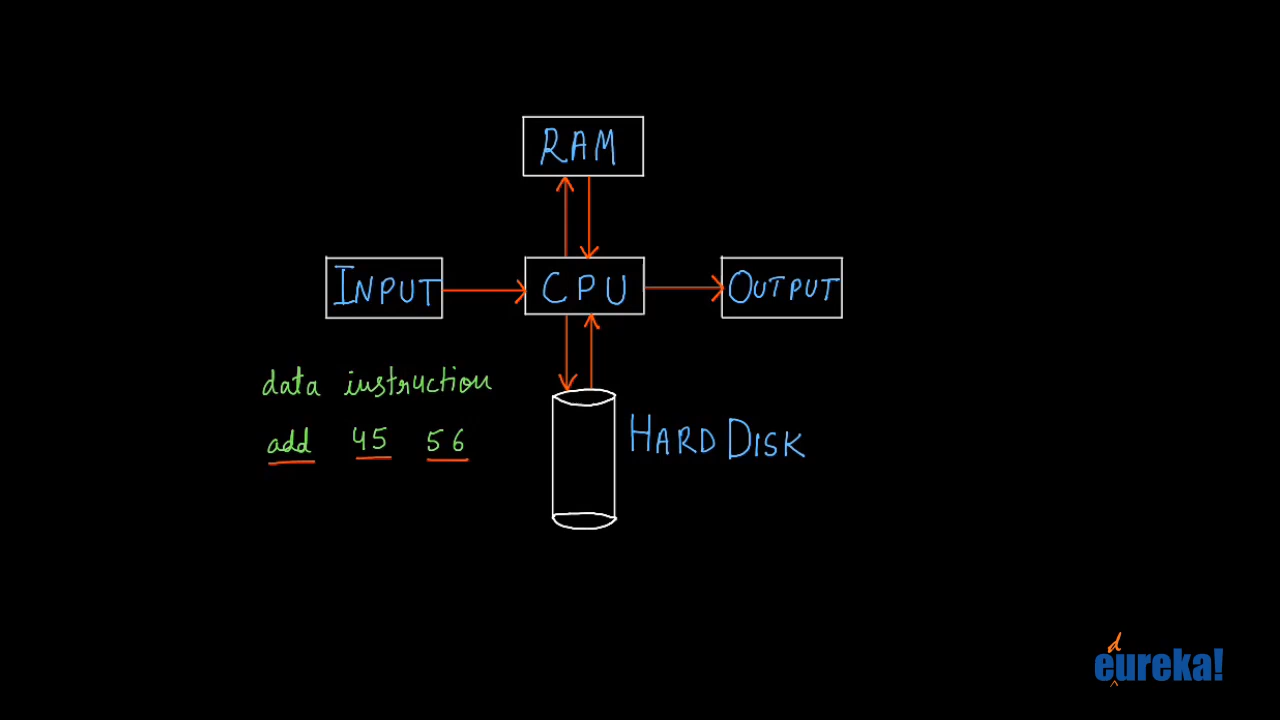 RAM
INPUT
CPU
OUTPUT
data instruction
add 45 56
HARD DISK
d
eureka!
^